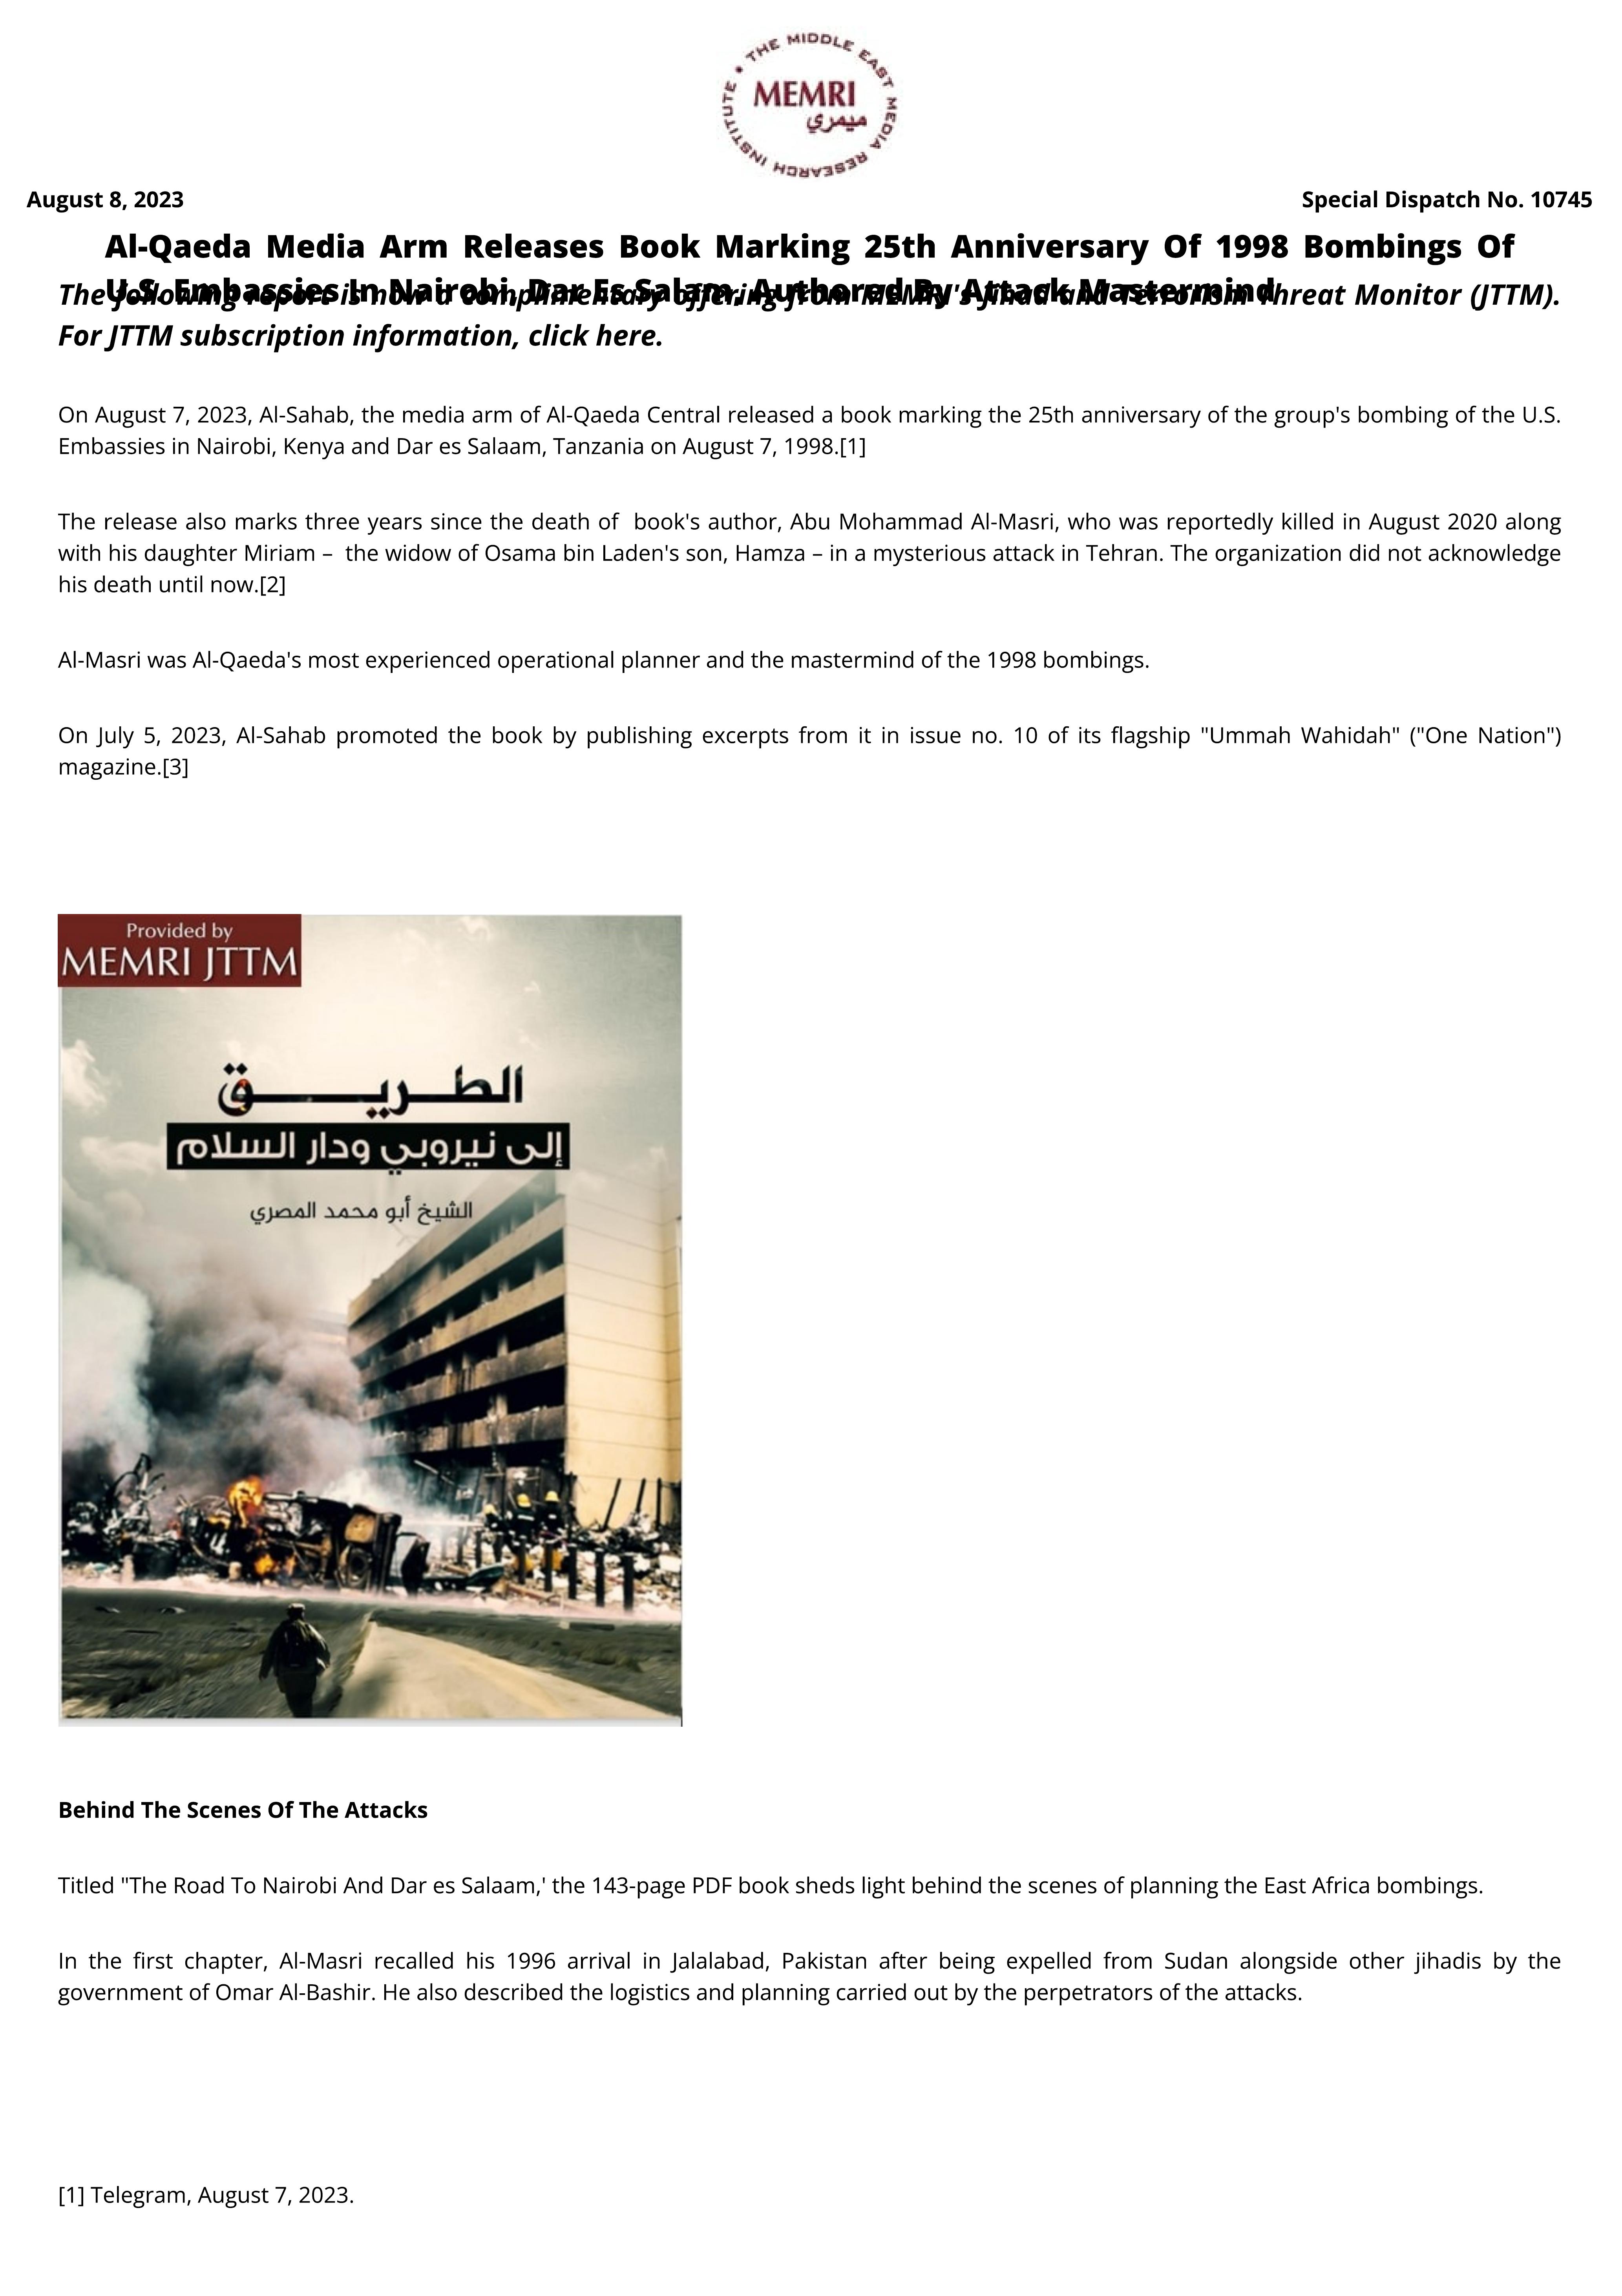 THE MIDDLE EAST MEDIA RESEARCH INSTITUTE
MEMRI
ميمري
August 8, 2023
Special Dispatch No. 10745
Al-Qaeda Media Arm Releases Book Marking 25th Anniversary Of 1998 Bombings Of
U.S. Embassies In Nairobi, Dar Es Salam, Authored By Attack Mastermind
The following report is now a complimentary offering from MEMRI's Jihad and Terrorism Threat Monitor (JTTM).
For JTTM subscription information, click here.
On August 7, 2023, Al-Sahab, the media arm of Al-Qaeda Central released a book marking the 25th anniversary of the group's bombing of the U.S.
Embassies in Nairobi, Kenya and Dar es Salaam, Tanzania on August 7, 1998.[1]
The release also marks three years since the death of  book's author, Abu Mohammad Al-Masri, who was reportedly killed in August 2020 along
with his daughter Miriam –  the widow of Osama bin Laden's son, Hamza – in a mysterious attack in Tehran. The organization did not acknowledge
his death until now.[2]
Al-Masri was Al-Qaeda's most experienced operational planner and the mastermind of the 1998 bombings.
On July 5, 2023, Al-Sahab promoted the book by publishing excerpts from it in issue no. 10 of its flagship "Ummah Wahidah" ("One Nation")
magazine.[3]
Provided by
MEMRI JTTM
الطريق
إلى نيروبي ودار السلام
الشيخ أبو محمد المصري
Behind The Scenes Of The Attacks
Titled "The Road To Nairobi And Dar es Salaam,' the 143-page PDF book sheds light behind the scenes of planning the East Africa bombings.
In the first chapter, Al-Masri recalled his 1996 arrival in Jalalabad, Pakistan after being expelled from Sudan alongside other jihadis by the
government of Omar Al-Bashir. He also described the logistics and planning carried out by the perpetrators of the attacks.
[1] Telegram, August 7, 2023.